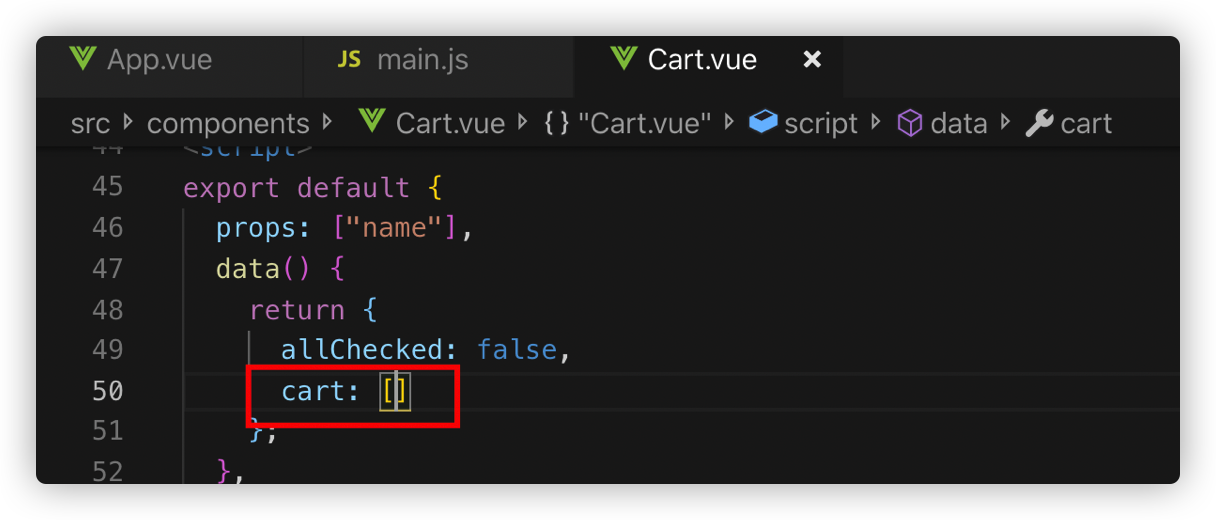 App.vue JS main.js Cart.vue ×
src components Cart.vue {} "Cart.vue" script data cart
44 <script>
45 export default {
46 props: ["name"],
47 data() {
48 return {
49 allChecked: false,
50 cart: []
51 };
52 },